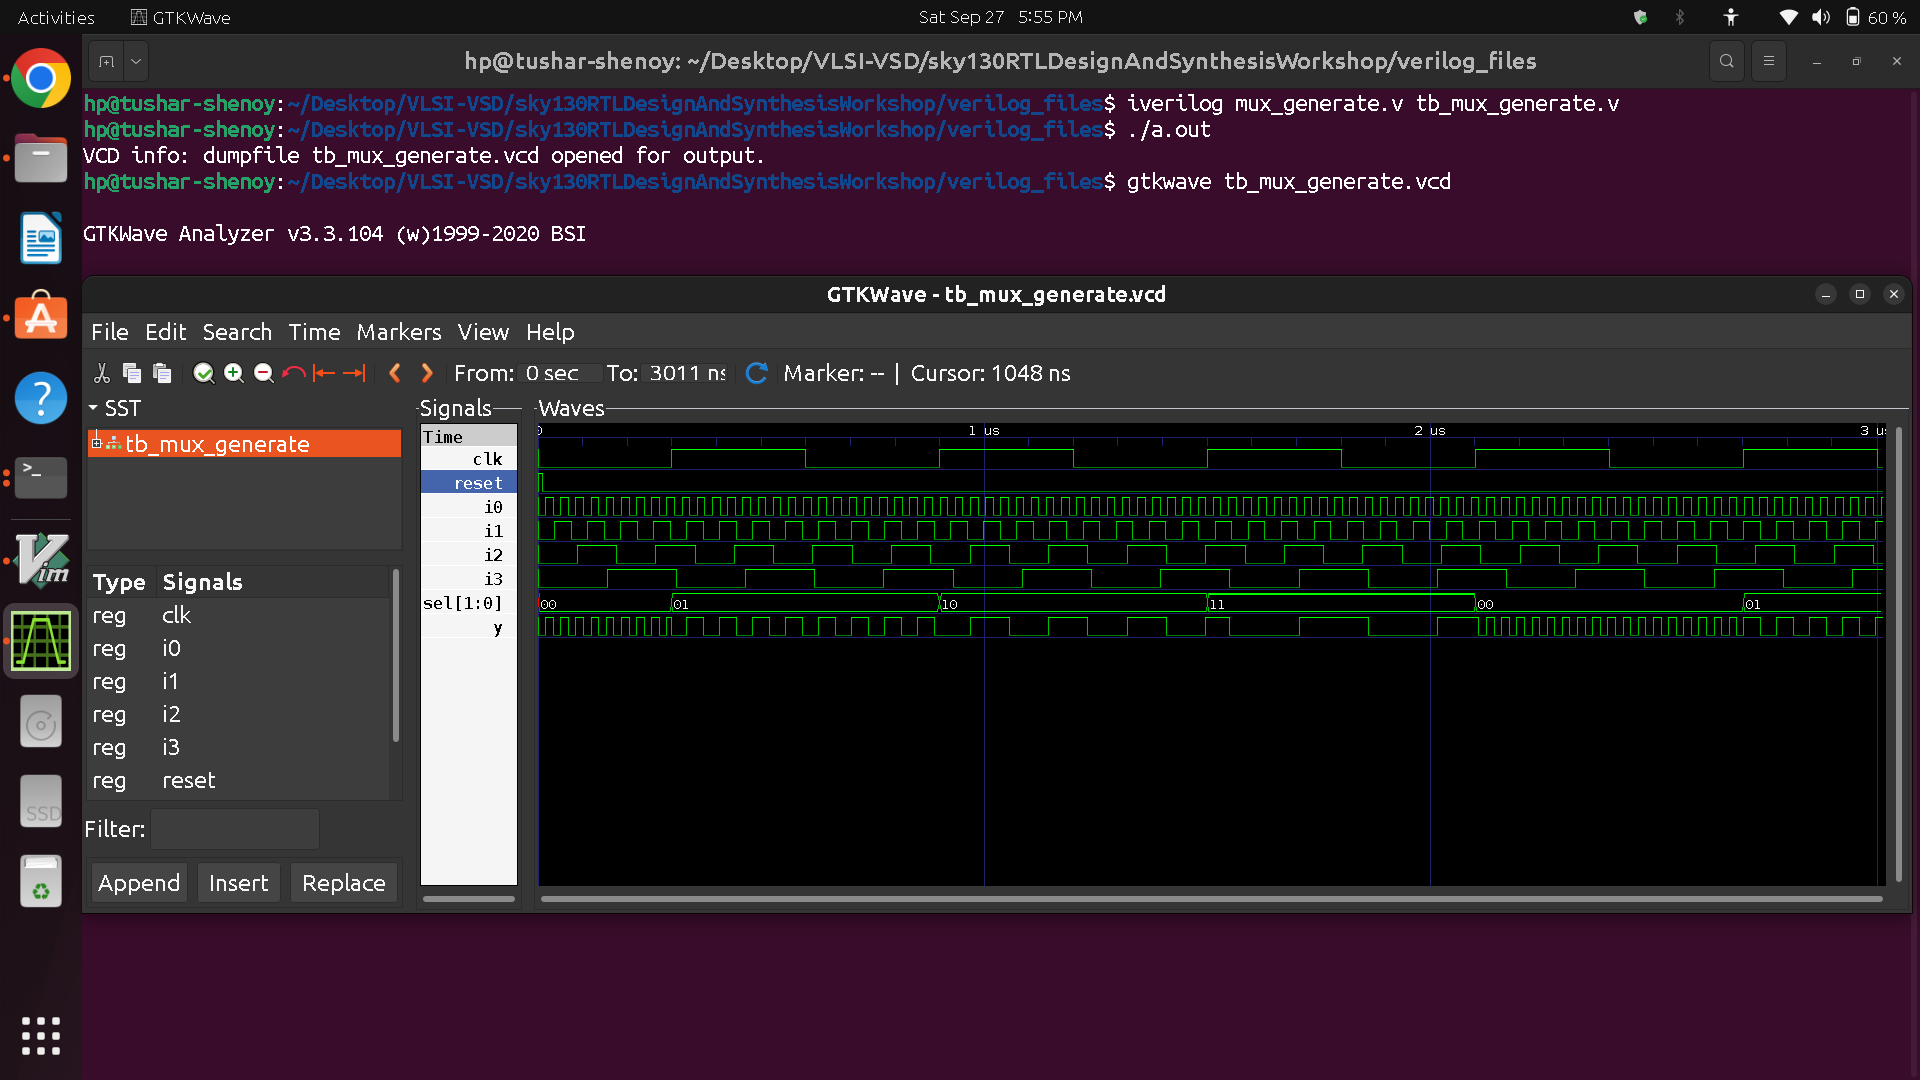 Activities GTKWave Sat Sep 27 5:55 PM 60 %
hp@tushar-shenoy: ~/Desktop/VLSI-VSD/sky130RTLDesignAndSynthesisWorkshop/verilog_files
hp@tushar-shenoy:~/Desktop/VLSI-VSD/sky130RTLDesignAndSynthesisWorkshop/verilog_files$ iverilog mux_generate.v tb_mux_generate.v
hp@tushar-shenoy:~/Desktop/VLSI-VSD/sky130RTLDesignAndSynthesisWorkshop/verilog_files$ ./a.out
VCD info: dumpfile tb_mux_generate.vcd opened for output.
hp@tushar-shenoy:~/Desktop/VLSI-VSD/sky130RTLDesignAndSynthesisWorkshop/verilog_files$ gtkwave tb_mux_generate.vcd
GTKWave Analyzer v3.3.104 (w)1999-2020 BSI
GTKWave - tb_mux_generate.vcd
File Edit Search Time Markers View Help
From: 0 sec To: 3011 ns Marker: -- | Cursor: 1048 ns
SST
tb_mux_generate
Type Signals
reg clk
reg i0
reg i1
reg i2
reg i3
reg reset
Filter:
Append Insert Replace
Signals
Time
clk
reset
i0
i1
i2
i3
sel[1:0]
y
Waves
0 1 us 2 us 3 us
00 01 10 11 00 01
>_
Vim
?
SSD